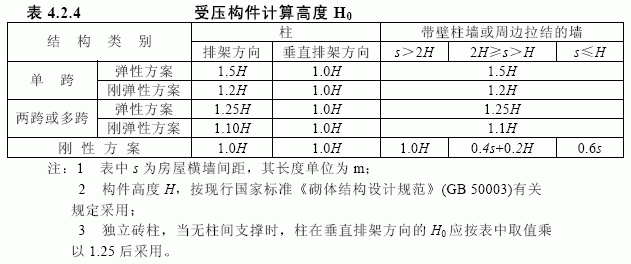 表 4.2.4 受压构件计算高度 H₀
结 构 类 别 柱 带壁柱墙或周边拉结的墙
排架方向 垂直排架方向 s＞2H 2H≥s＞H s≤H
单 跨 弹性方案 1.5H 1.0H 1.5H
刚弹性方案 1.2H 1.0H 1.2H
两跨或多跨 弹性方案 1.25H 1.0H 1.25H
刚弹性方案 1.10H 1.0H 1.1H
刚 性 方 案 1.0H 1.0H 1.0H 0.4s+0.2H 0.6s
注：1 表中 s 为房屋横墙间距，其长度单位为 m；
2 构件高度 H，按现行国家标准《砌体结构设计规范》(GB 50003)有关
规定采用；
3 独立砖柱，当无柱间支撑时，柱在垂直排架方向的 H₀ 应按表中取值乘
以 1.25 后采用。